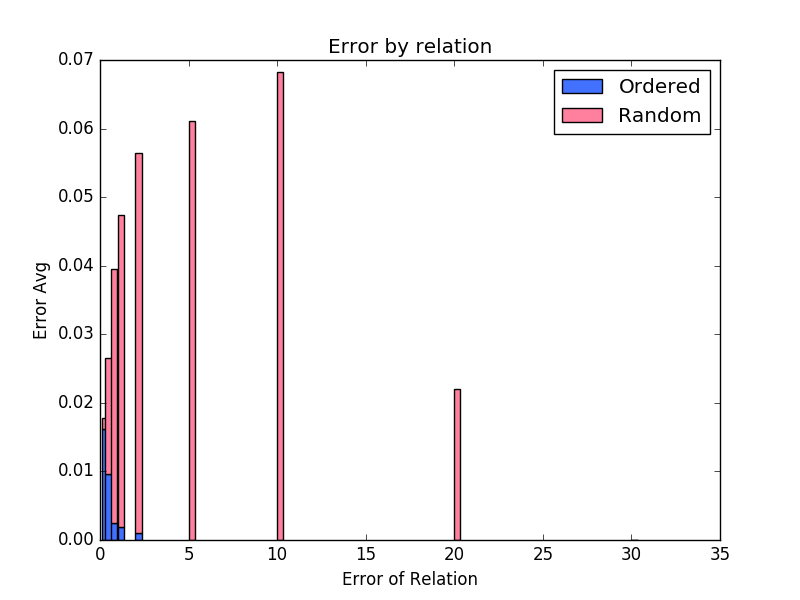 Error by relation
Ordered
Random
0.07
0.06
0.05
0.04
0.03
0.02
0.01
0.00
Error Avg
0 5 10 15 20 25 30 35
Error of Relation